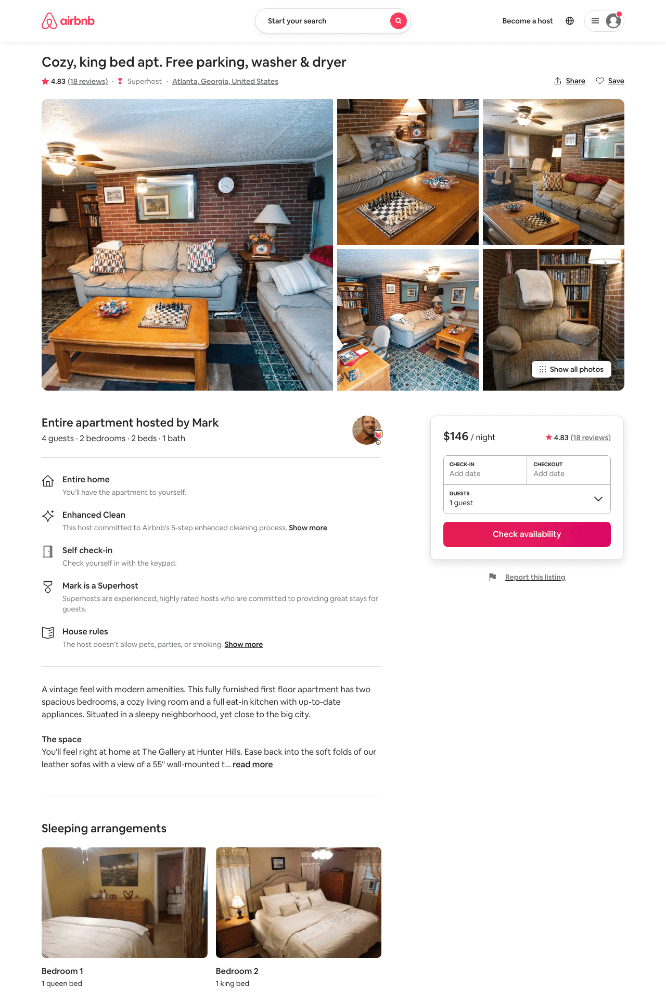 airbnb
Start your search
Become a host
Cozy, king bed apt. Free parking, washer & dryer
4.83 (18 reviews) · Superhost · Atlanta, Georgia, United States
Share
Save
Show all photos
Entire apartment hosted by Mark
4 guests · 2 bedrooms · 2 beds · 1 bath
Entire home
You’ll have the apartment to yourself.
Enhanced Clean
This host committed to Airbnb's 5-step enhanced cleaning process. Show more
Self check-in
Check yourself in with the keypad.
Mark is a Superhost
Superhosts are experienced, highly rated hosts who are committed to providing great stays for
guests.
House rules
The host doesn’t allow pets, parties, or smoking. Show more
$146 / night
4.83 (18 reviews)
CHECK-IN
Add date
CHECKOUT
Add date
GUESTS
1 guest
Check availability
Report this listing
A vintage feel with modern amenities. This fully furnished first floor apartment has two
spacious bedrooms, a cozy living room and a full eat-in kitchen with up-to-date
appliances. Situated in a sleepy neighborhood, yet close to the big city.
The space
You'll feel right at home at The Gallery at Hunter Hills. Ease back into the soft folds of our
leather sofas with a view of a 55" wall-mounted t... read more
Sleeping arrangements
Bedroom 1
1 queen bed
Bedroom 2
1 king bed